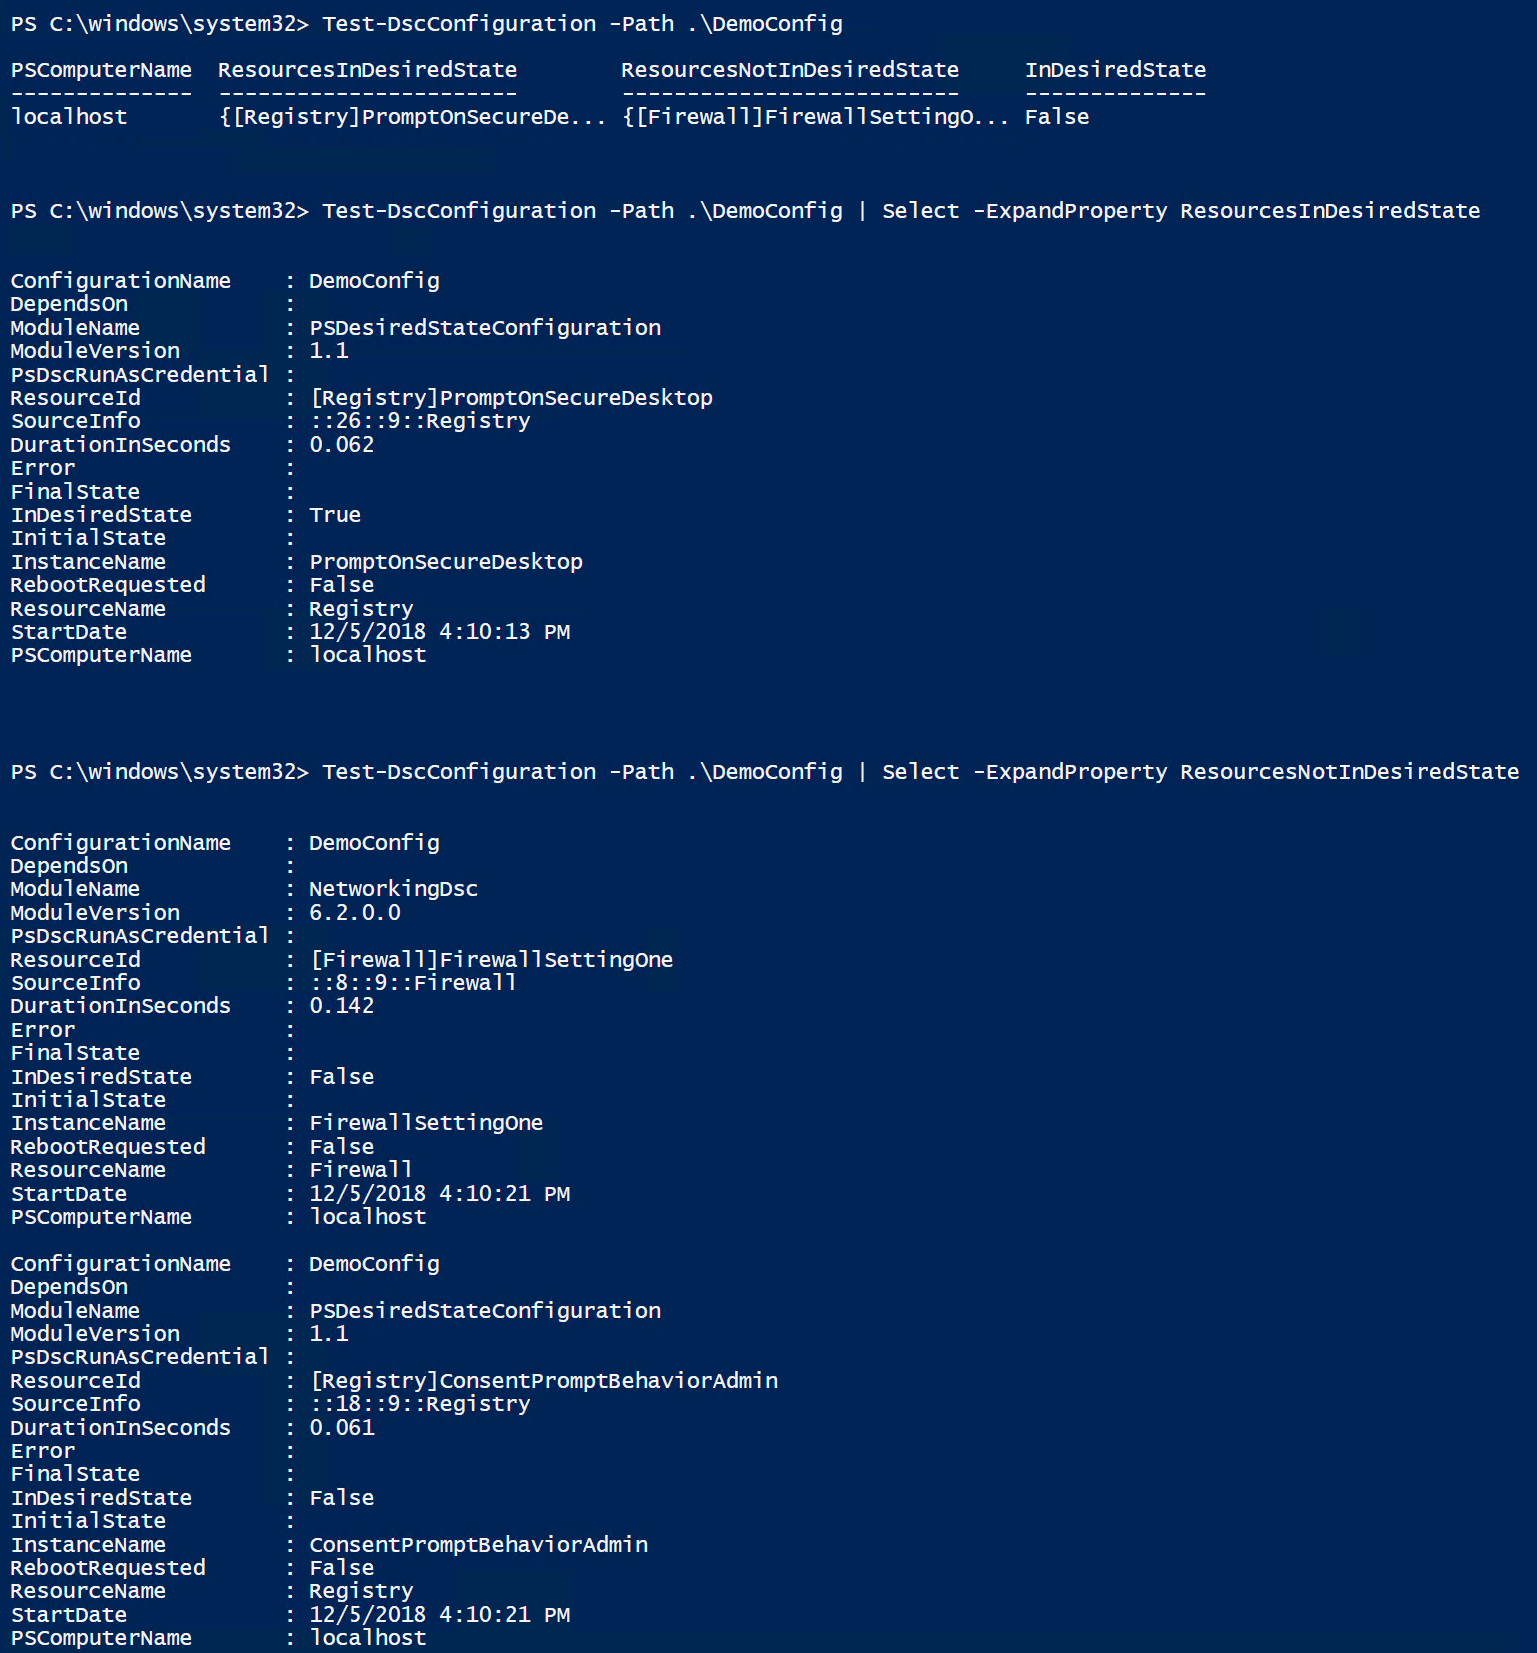 PS C:\windows\system32> Test-DscConfiguration -Path .\DemoConfig
PSComputerName  ResourcesInDesiredState        ResourcesNotInDesiredState     InDesiredState
--------------  -----------------------        --------------------------     --------------
localhost       {[Registry]PromptOnSecureDe... {[Firewall]FirewallSettingO... False
PS C:\windows\system32> Test-DscConfiguration -Path .\DemoConfig | Select -ExpandProperty ResourcesInDesiredState
ConfigurationName    : DemoConfig
DependsOn            :
ModuleName           : PSDesiredStateConfiguration
ModuleVersion        : 1.1
PsDscRunAsCredential :
ResourceId           : [Registry]PromptOnSecureDesktop
SourceInfo           : ::26::9::Registry
DurationInSeconds    : 0.062
Error                :
FinalState           :
InDesiredState       : True
InitialState         :
InstanceName         : PromptOnSecureDesktop
RebootRequested      : False
ResourceName         : Registry
StartDate            : 12/5/2018 4:10:13 PM
PSComputerName       : localhost
PS C:\windows\system32> Test-DscConfiguration -Path .\DemoConfig | Select -ExpandProperty ResourcesNotInDesiredState
ConfigurationName    : DemoConfig
DependsOn            :
ModuleName           : NetworkingDsc
ModuleVersion        : 6.2.0.0
PsDscRunAsCredential :
ResourceId           : [Firewall]FirewallSettingOne
SourceInfo           : ::8::9::Firewall
DurationInSeconds    : 0.142
Error                :
FinalState           :
InDesiredState       : False
InitialState         :
InstanceName         : FirewallSettingOne
RebootRequested      : False
ResourceName         : Firewall
StartDate            : 12/5/2018 4:10:21 PM
PSComputerName       : localhost
ConfigurationName    : DemoConfig
DependsOn            :
ModuleName           : PSDesiredStateConfiguration
ModuleVersion        : 1.1
PsDscRunAsCredential :
ResourceId           : [Registry]ConsentPromptBehaviorAdmin
SourceInfo           : ::18::9::Registry
DurationInSeconds    : 0.061
Error                :
FinalState           :
InDesiredState       : False
InitialState         :
InstanceName         : ConsentPromptBehaviorAdmin
RebootRequested      : False
ResourceName         : Registry
StartDate            : 12/5/2018 4:10:21 PM
PSComputerName       : localhost